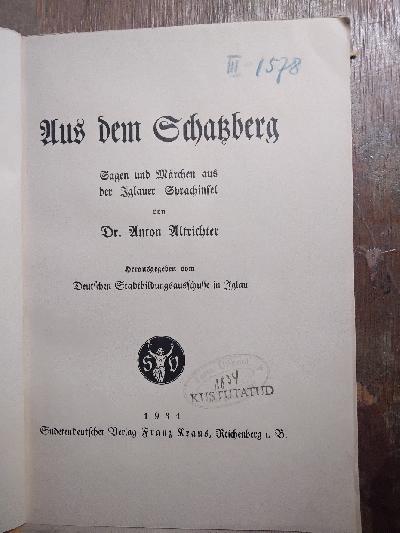 III - 1578
Aus dem Schatzberg
Sagen und Märchen aus
der Iglauer Sprachinsel
von
Dr. Anton Altrichter
Herausgegeben vom
Deutschen Stadtbildungsausschusse in Iglau
S V
1834
KUSTUTATUD
1931
Sudetendeutscher Verlag Franz Kraus, Reichenberg i. B.